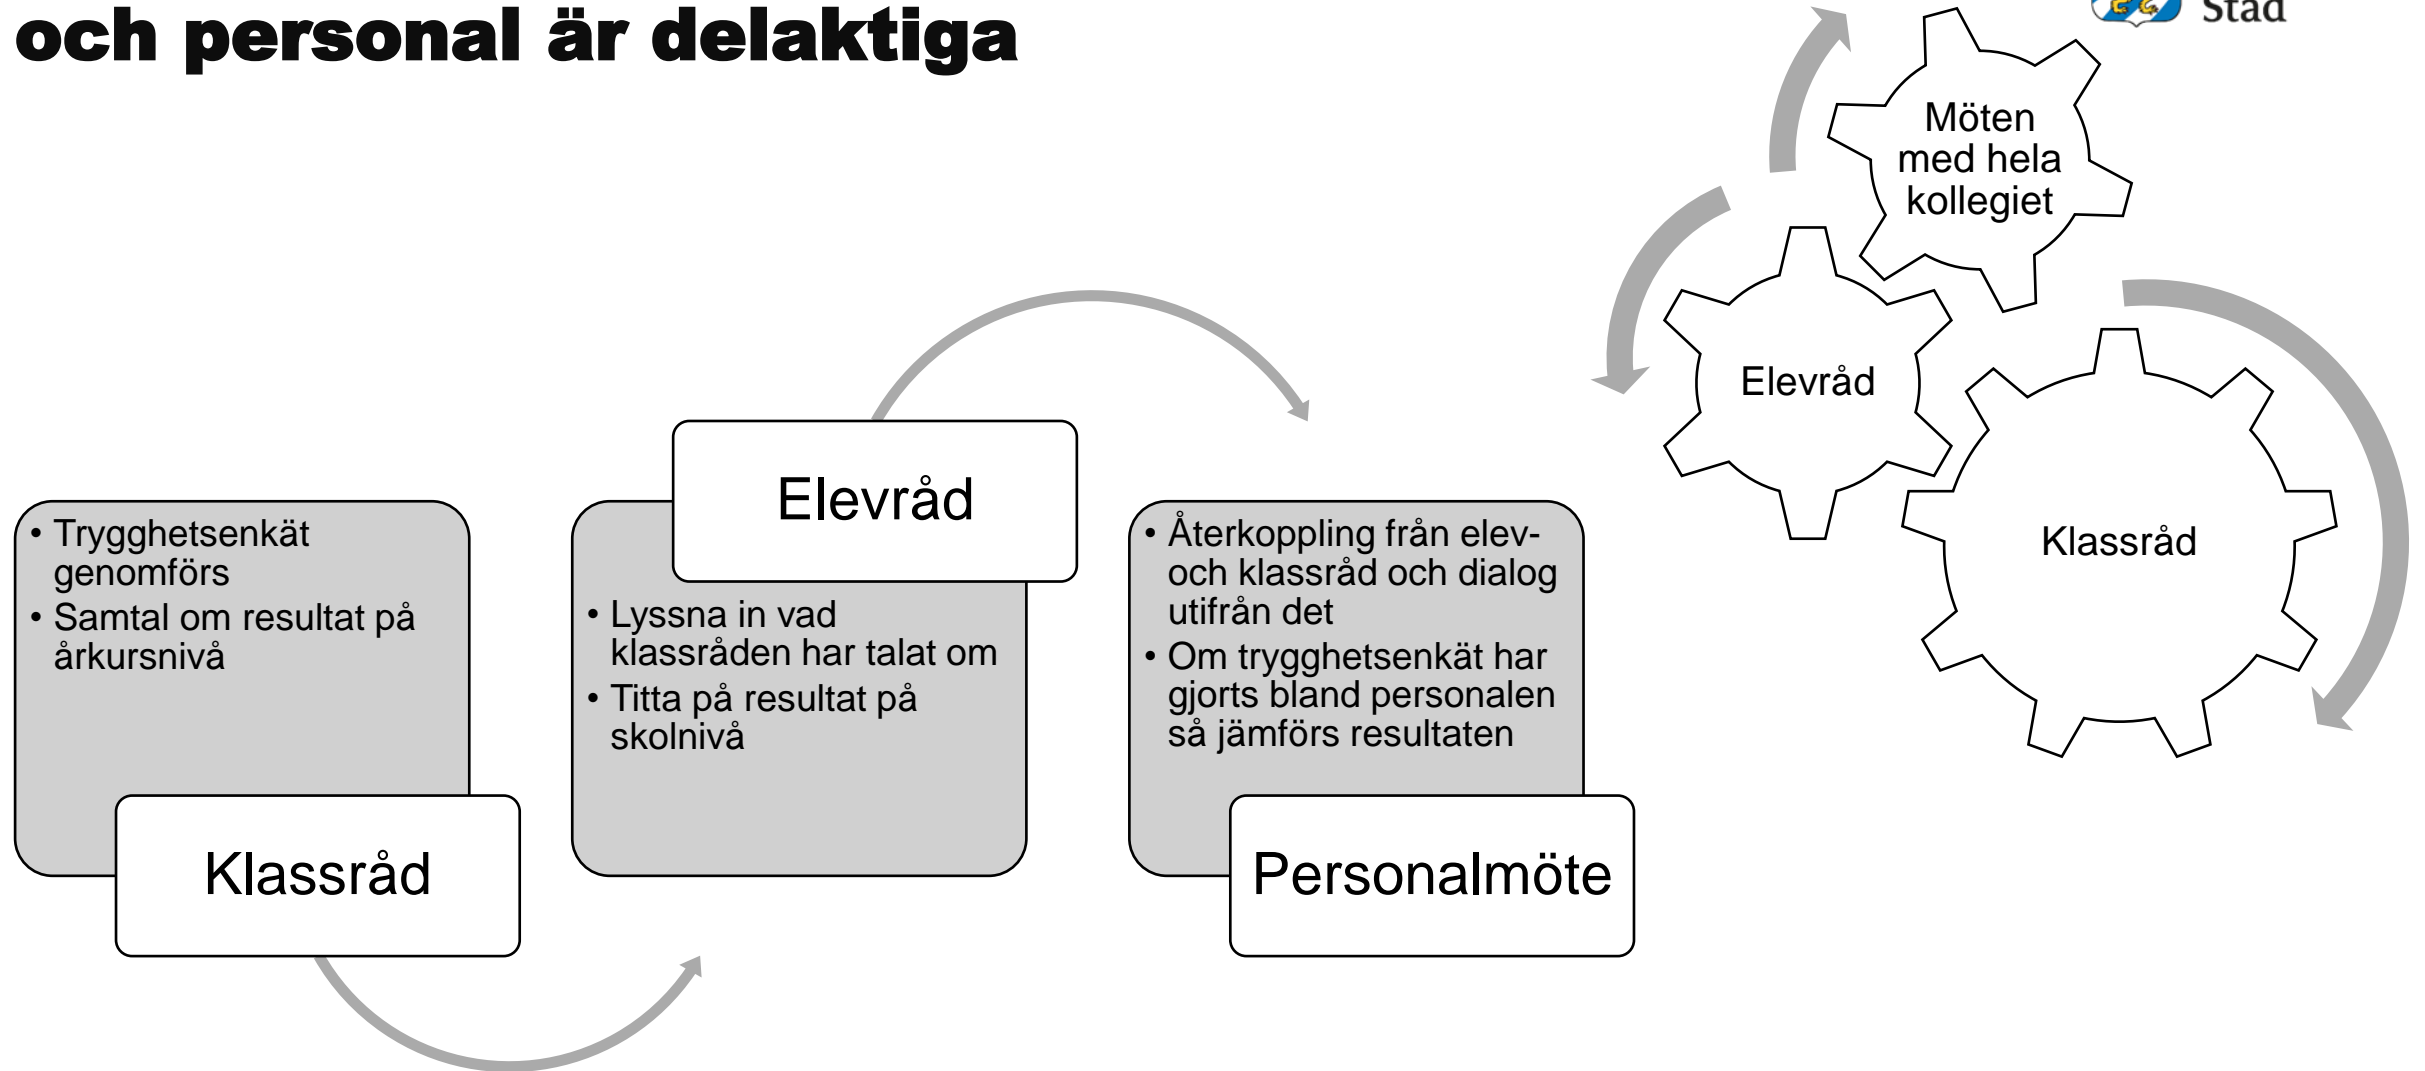 och personal är delaktiga
Stad
Möten
med hela
kollegiet
Elevråd
Klassråd
• Trygghetsenkät
genomförs
• Samtal om resultat på
årkursnivå
Klassråd
Elevråd
• Lyssna in vad
klassråden har talat om
• Titta på resultat på
skolnivå
• Återkoppling från elev-
och klassråd och dialog
utifrån det
• Om trygghetsenkät har
gjorts bland personalen
så jämförs resultaten
Personalmöte